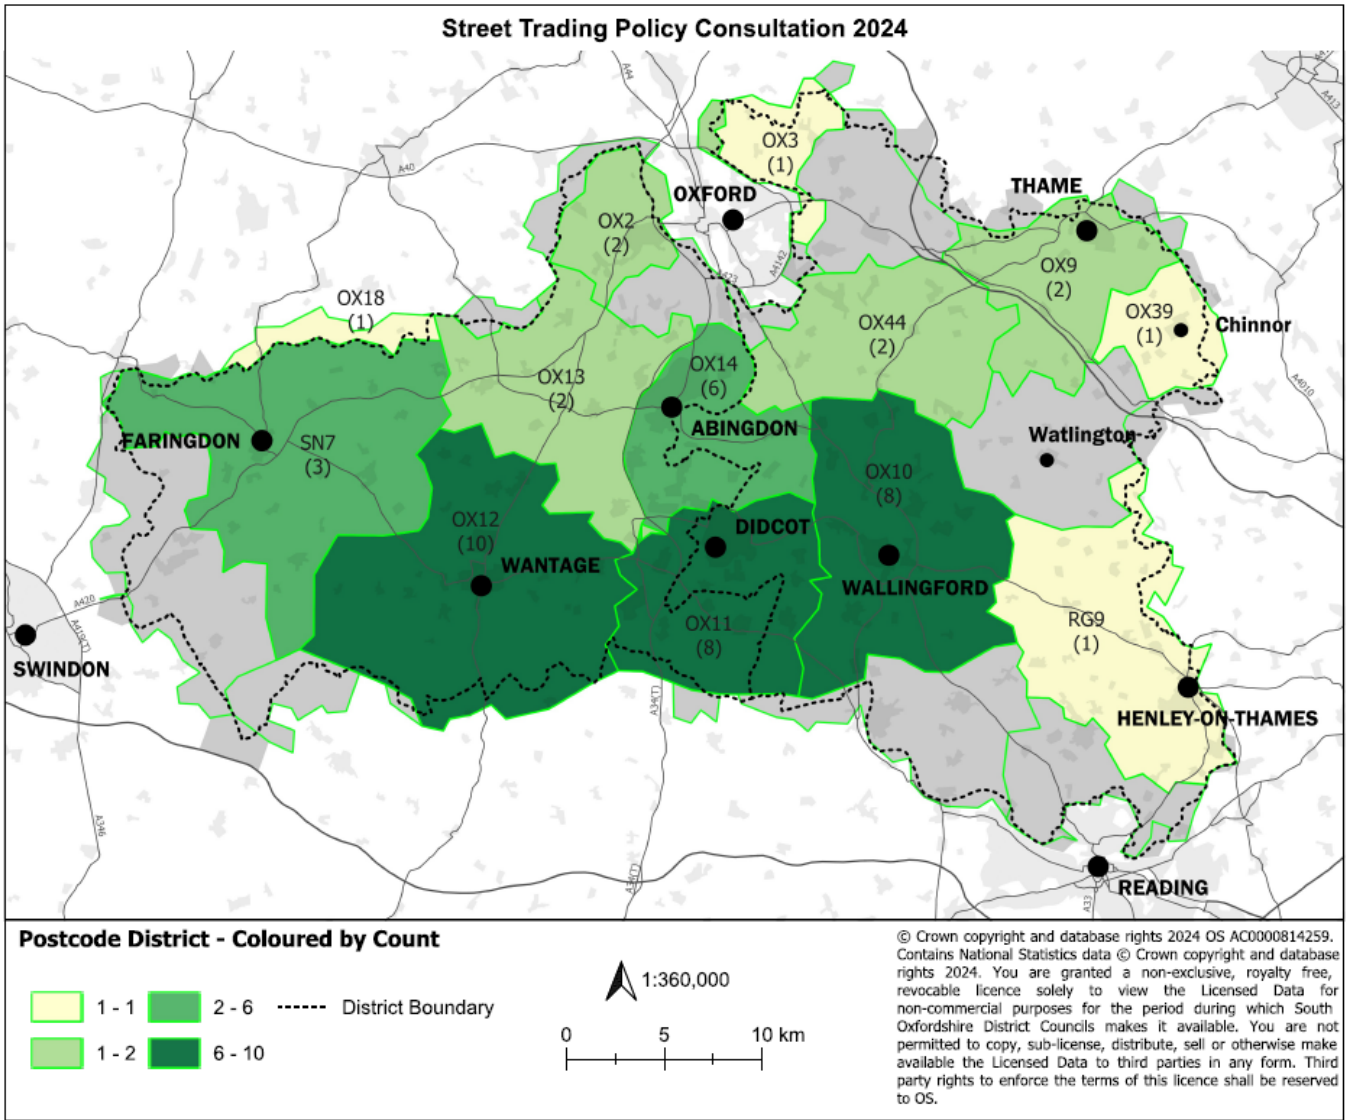 Street Trading Policy Consultation 2024
A44
A413
A40
OX3
(1)
THAME
OXFORD
OX2
(2)
A4142
A423
OX9
(2)
OX18
(1)
OX39
(1)
Chinnor
OX44
(2)
OX14
(6)
OX13
(2)
A4010
FARINGDON
SN7
(3)
ABINGDON
Watlington
OX10
(8)
OX12
(10)
DIDCOT
WANTAGE
WALLINGFORD
A420
A419(T)
OX11
(8)
RG9
(1)
SWINDON
A34(T)
HENLEY-ON-THAMES
A346
A34(T)
READING
A33
Postcode District - Coloured by Count
1 - 1
2 - 6
District Boundary
1 - 2
6 - 10
1:360,000
0 5 10 km
© Crown copyright and database rights 2024 OS AC0000814259.
Contains National Statistics data © Crown copyright and database
rights 2024. You are granted a non-exclusive, royalty free,
revocable licence solely to view the Licensed Data for
non-commercial purposes for the period during which South
Oxfordshire District Councils makes it available. You are not
permitted to copy, sub-license, distribute, sell or otherwise make
available the Licensed Data to third parties in any form. Third
party rights to enforce the terms of this licence shall be reserved
to OS.